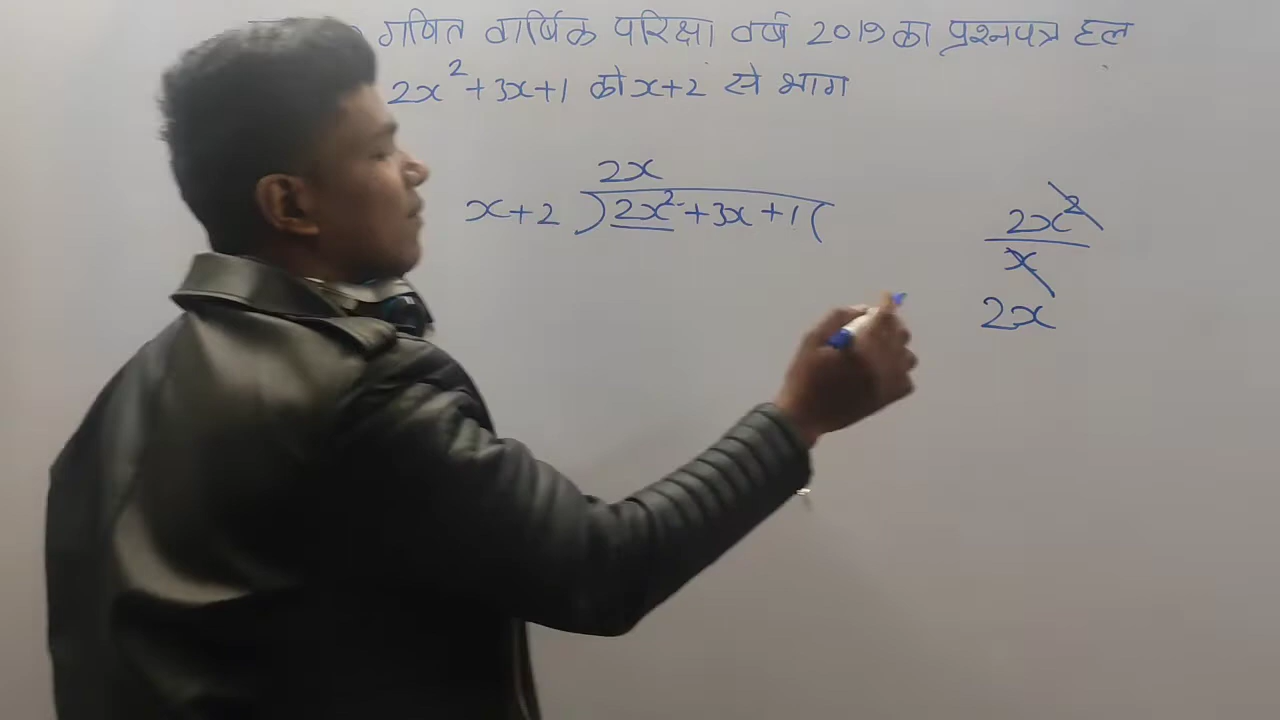 गणित वार्षिक परिक्षा वर्ष 2019 का प्रश्नपत्र हल
2x² + 3x + 1 को x + 2 से भाग
2x
x + 2 ) 2x² + 3x + 1 (
2x²
x
2x